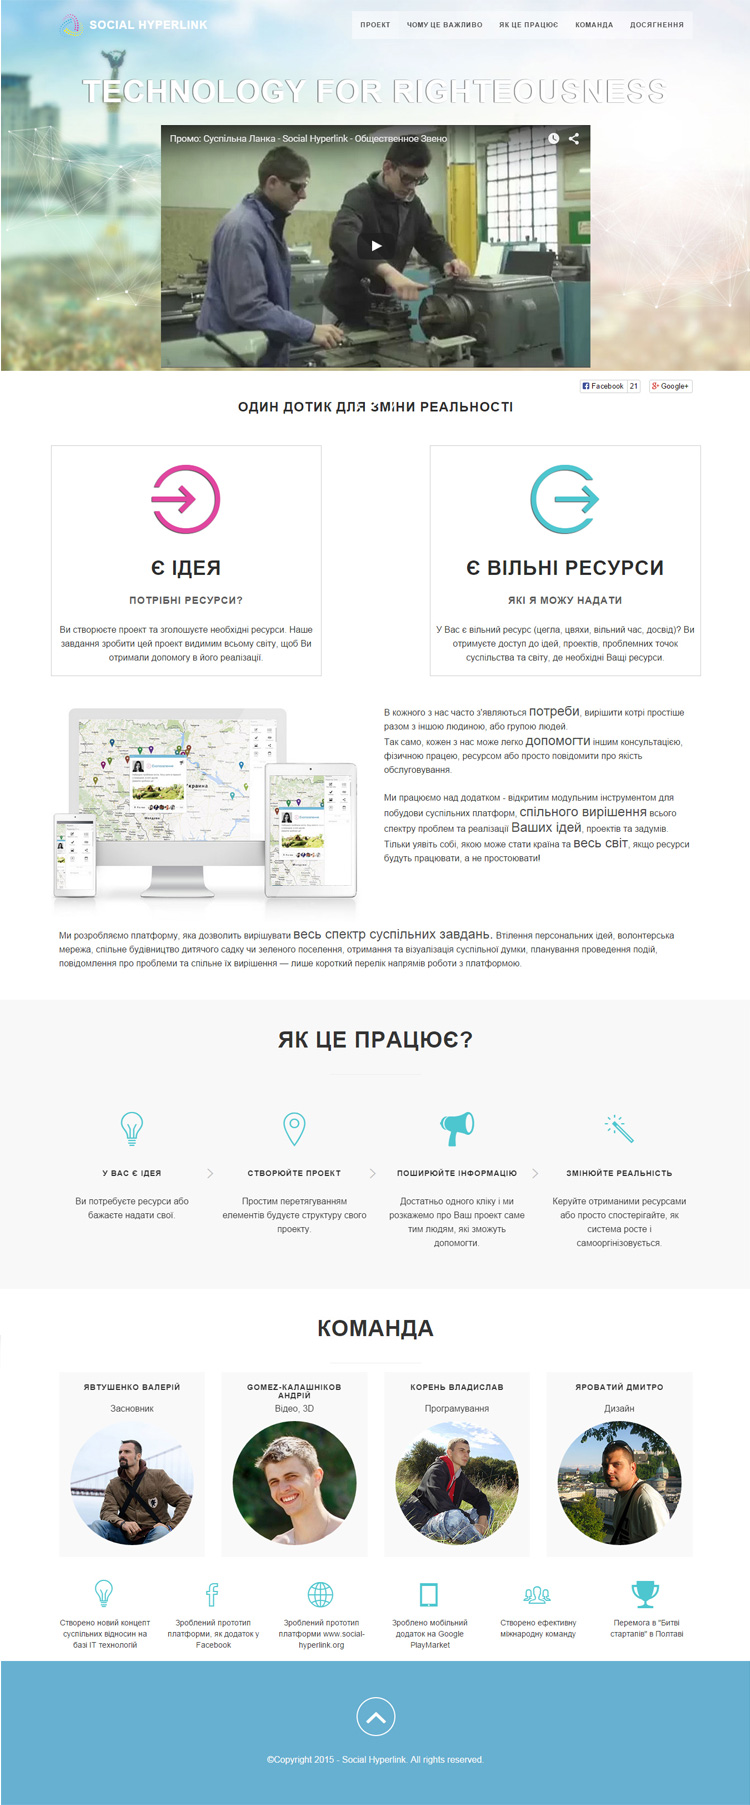 SOCIAL HYPERLINK
ПРОЕКТ ЧОМУ ЦЕ ВАЖЛИВО ЯК ЦЕ ПРАЦЮЄ КОМАНДА ДОСЯГНЕННЯ
TECHNOLOGY FOR RIGHTEOUSNESS
Промо: Суспільна Ланка - Social Hyperlink - Общественное Звено
Facebook 21 Google+
ОДИН ДОТИК ДЛЯ ЗМІНИ РЕАЛЬНОСТІ
Є ІДЕЯ
ПОТРІБНІ РЕСУРСИ?
Ви створюєте проект та зголошуєте необхідні ресурси. Наше
завдання зробити цей проект видимим всьому світу, щоб Ви
отримали допомогу в його реалізації.
Є ВІЛЬНІ РЕСУРСИ
ЯКІ Я МОЖУ НАДАТИ
У Вас є вільний ресурс (цегла, цвяхи, вільний час, досвід)? Ви
отримуєте доступ до ідей, проектів, проблемних точок
суспільства та світу, де необхідні Ващі ресурси.
В кожного з нас часто з'являються потреби, вирішити котрі простіше
разом з іншою людиною, або групою людей.
Так само, кожен з нас може легко допомогти іншим консультацією,
фізичною працею, ресурсом або просто повідомити про якість
обслуговування.
Ми працюємо над додатком - відкритим модульним інструментом для
побудови суспільних платформ, спільного вирішення всього
спектру проблем та реалізації Ваших ідей, проектів та задумів.
Тільки уявіть собі, якою може стати країна та весь світ, якщо ресурси
будуть працювати, а не простоювати!
Ми розробляємо платформу, яка дозволить вирішувати весь спектр суспільних завдань. Втілення персональних ідей, волонтерська
мережа, спільне будівництво дитячого садку чи зеленого поселення, отримання та візуалізація суспільної думки, планування проведення подій,
повідомлення про проблеми та спільне їх вирішення — лише короткий перелік напрямів роботи з платформою.
ЯК ЦЕ ПРАЦЮЄ?
У ВАС Є ІДЕЯ
Ви потребуєте ресурси або
бажаєте надати свої.
СТВОРЮЙТЕ ПРОЕКТ
Простим перетягуванням
елементів будуєте структуру свого
проекту.
ПОШИРЮЙТЕ ІНФОРМАЦІЮ
Достатньо одного кліку і ми
розкажемо про Ваш проект саме
тим людям, які зможуть
допомогти.
ЗМІНЮЙТЕ РЕАЛЬНІСТЬ
Керуйте отриманими ресурсами
або просто спостерігайте, як
система росте і
самоорганізовується.
КОМАНДА
ЯВТУШЕНКО ВАЛЕРІЙ
Засновник
GOMEZ-КАЛАШНІКОВ
АНДРІЙ
Відео, 3D
КОРЕНЬ ВЛАДИСЛАВ
Програмування
ЯРОВАТИЙ ДМИТРО
Дизайн
Створено новий концепт
суспільних відносин на
базі IT технологій
Зроблений прототип
платформи, як додаток у
Facebook
Зроблений прототип
платформи www.social-
hyperlink.org
Зроблено мобільний
додаток на Google
PlayMarket
Створено ефективну
міжнародну команду
Перемога в "Битві
стартапів" в Полтаві
©Copyright 2015 - Social Hyperlink. All rights reserved.